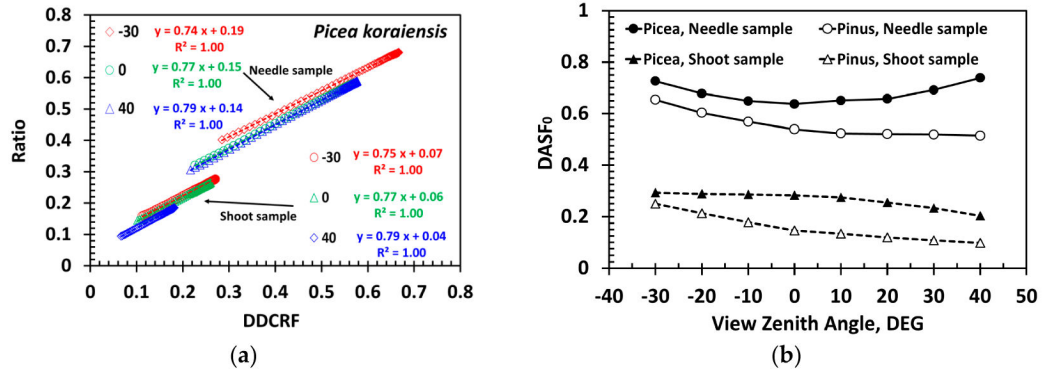 Picea koraiensis
-30 y = 0.74 x + 0.19
R² = 1.00
0 y = 0.77 x + 0.15
R² = 1.00
40 y = 0.79 x + 0.14
R² = 1.00
Needle sample
-30 y = 0.75 x + 0.07
R² = 1.00
0 y = 0.77 x + 0.06
R² = 1.00
40 y = 0.79 x + 0.04
R² = 1.00
Shoot sample
Ratio
0.8
0.7
0.6
0.5
0.4
0.3
0.2
0.1
0
0 0.1 0.2 0.3 0.4 0.5 0.6 0.7 0.8
DDCRF
(a)
Picea, Needle sample Pinus, Needle sample
Picea, Shoot sample Pinus, Shoot sample
DASF₀
1
0.8
0.6
0.4
0.2
0
-40 -30 -20 -10 0 10 20 30 40 50
View Zenith Angle, DEG
(b)